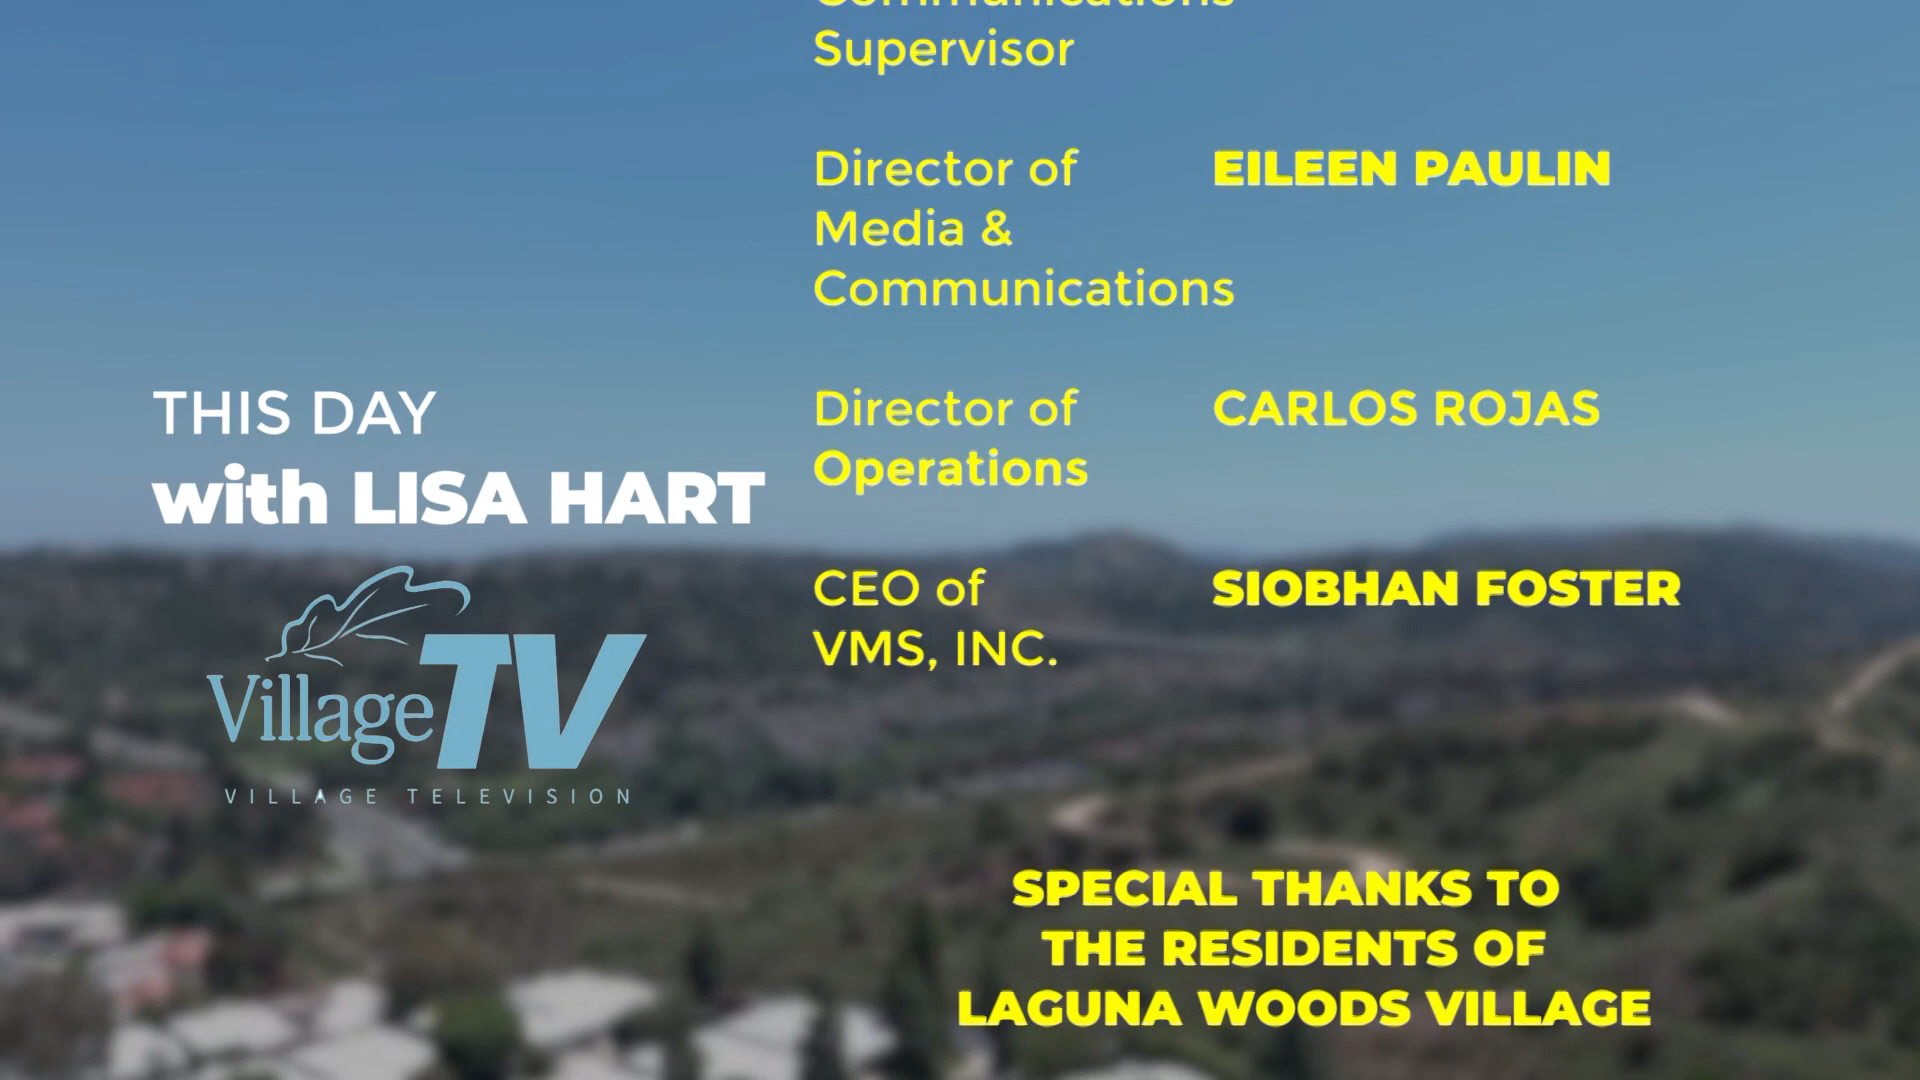 Communications
Supervisor
Director of EILEEN PAULIN
Media &
Communications
Director of CARLOS ROJAS
Operations
CEO of SIOBHAN FOSTER
VMS, INC.
THIS DAY
with LISA HART
Village TV
VILLAGE TELEVISION
SPECIAL THANKS TO
THE RESIDENTS OF
LAGUNA WOODS VILLAGE